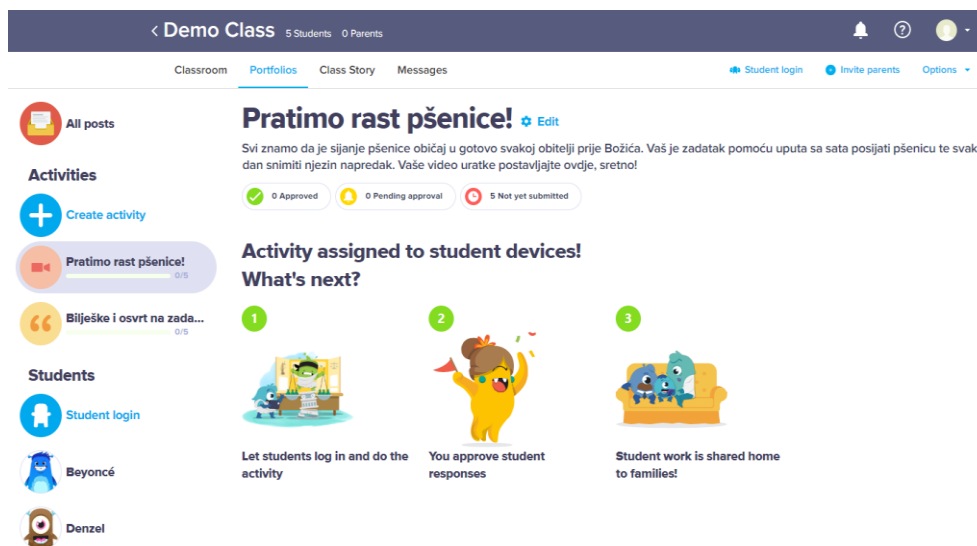 < Demo Class 5 Students 0 Parents
Classroom Portfolios Class Story Messages Student login Invite parents Options
All posts
Activities
Create activity
Pratimo rast pšenice!
0/5
Bilješke i osvrt na zada...
0/5
Students
Student login
Beyoncé
Denzel
Pratimo rast pšenice! Edit
Svi znamo da je sijanje pšenice običaj u gotovo svakoj obitelji prije Božića. Vaš je zadatak pomoću uputa sa sata posijati pšenicu te svak
dan snimiti njezin napredak. Vaše video uratke postavljajte ovdje, sretno!
0 Approved 0 Pending approval 5 Not yet submitted
Activity assigned to student devices!
What's next?
1 2 3
Let students log in and do the
activity
You approve student
responses
Student work is shared home
to families!